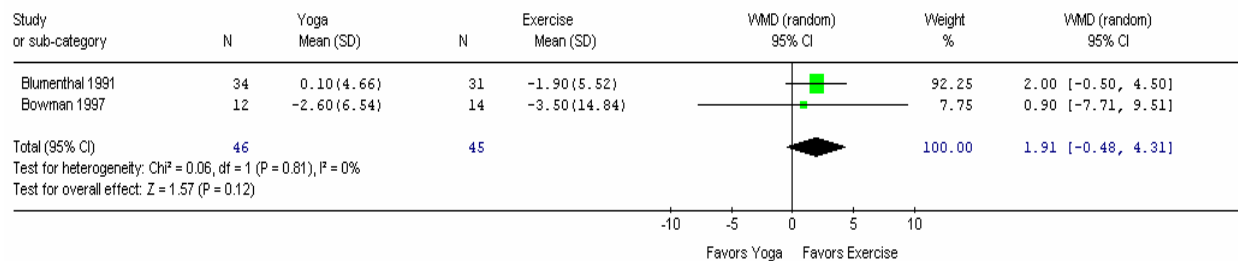 Study Yoga Exercise WMD (random) Weight WMD (random)
or sub-category N Mean (SD) N Mean (SD) 95% CI % 95% CI
Blumenthal 1991 34 0.10(4.66) 31 -1.90(5.52) 92.25 2.00 [-0.50, 4.50]
Bowman 1997 12 -2.60(6.54) 14 -3.50(14.84) 7.75 0.90 [-7.71, 9.51]
Total (95% CI) 46 45 100.00 1.91 [-0.48, 4.31]
Test for heterogeneity: Chi² = 0.06, df = 1 (P = 0.81), I² = 0%
Test for overall effect: Z = 1.57 (P = 0.12)
-10 -5 0 5 10
Favors Yoga Favors Exercise